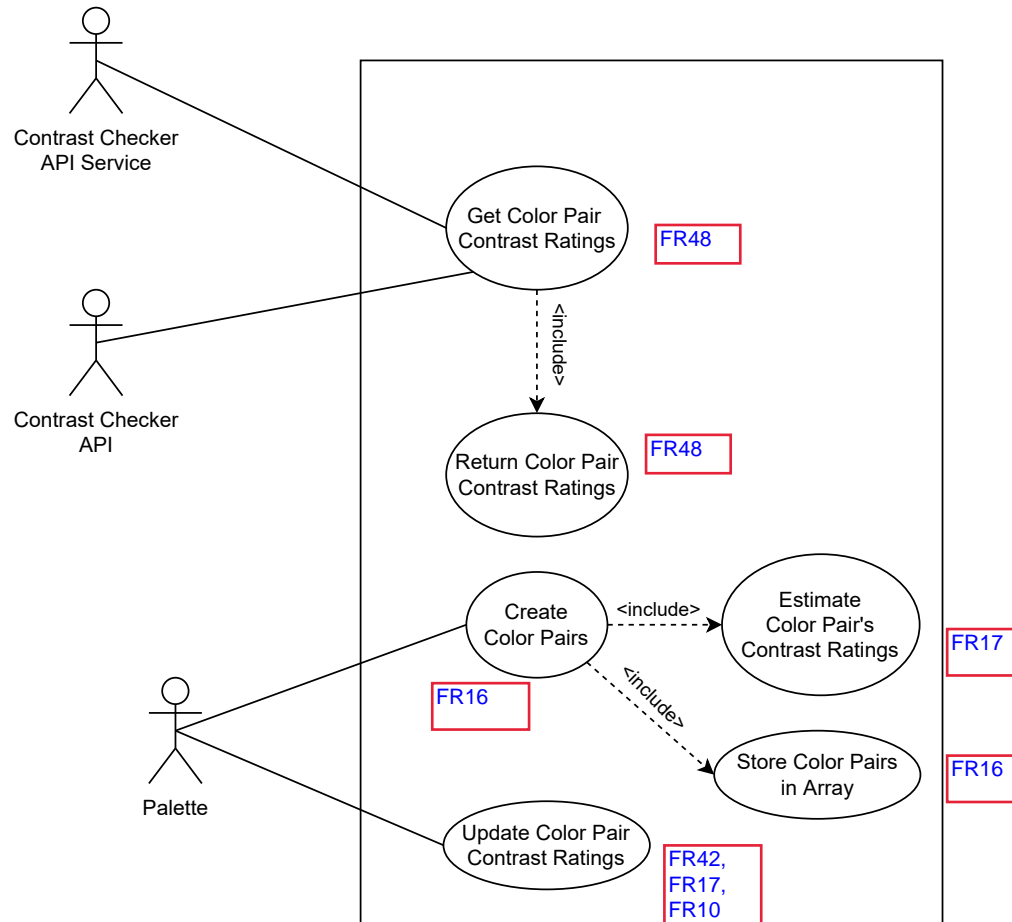 Contrast Checker
API Service
Get Color Pair
Contrast Ratings
FR48
<include>
Contrast Checker
API
Return Color Pair
Contrast Ratings
FR48
Create
Color Pairs
<include>
Estimate
Color Pair's
Contrast Ratings
FR17
FR16
<include>
Palette
Store Color Pairs
in Array
FR16
Update Color Pair
Contrast Ratings
FR42,
FR17,
FR10